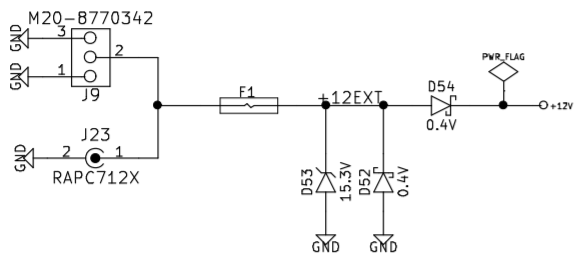 M20-8770342
GND
3
2
GND
1
J9
J23
GND
2
1
RAPC712X
F1
+12EXT
D54
0.4V
PWR_FLAG
+12V
D53
15.3V
D52
0.4V
GND
GND